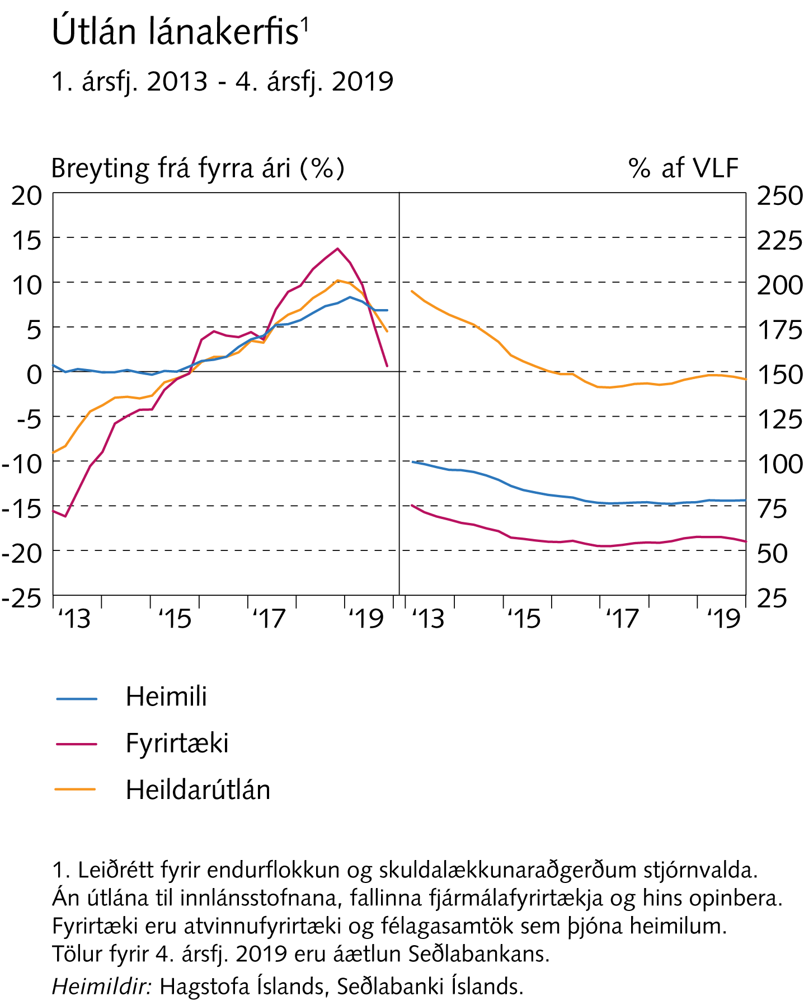 Útlán lánakerfis¹
1. ársfj. 2013 - 4. ársfj. 2019
Breyting frá fyrra ári (%)
% af VLF
20
15
10
5
0
-5
-10
-15
-20
-25
250
225
200
175
150
125
100
75
50
25
‘13 ‘15 ‘17 ‘19 ‘13 ‘15 ‘17 ‘19
Heimili
Fyrirtæki
Heildarútlán
1. Leiðrétt fyrir endurflokkun og skuldalækkunaraðgerðum stjórnvalda.
Án útlána til innlánsstofnana, fallinna fjármálafyrirtækja og hins opinbera.
Fyrirtæki eru atvinnufyrirtæki og félagasamtök sem þjóna heimilum.
Tölur fyrir 4. ársfj. 2019 eru áætlun Seðlabankans.
Heimildir: Hagstofa Íslands, Seðlabanki Íslands.